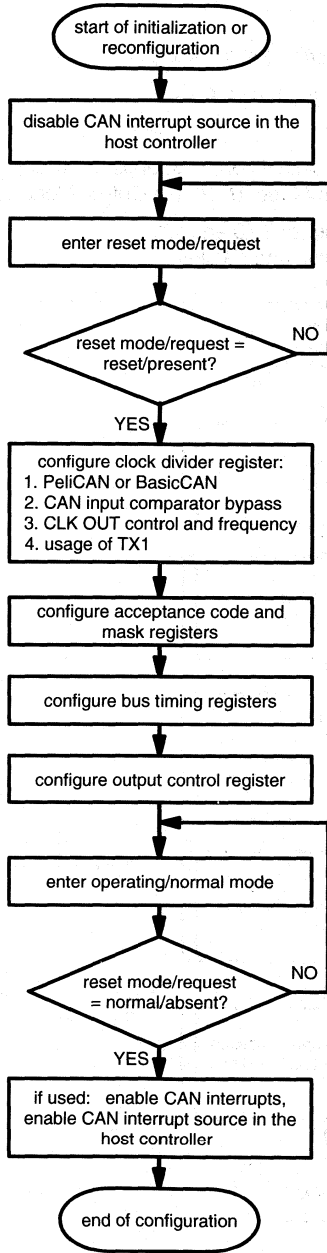 start of initialization or
reconfiguration
disable CAN interrupt source in the
host controller
enter reset mode/request
reset mode/request =
reset/present?
NO
YES
configure clock divider register:
1. PeliCAN or BasicCAN
2. CAN input comparator bypass
3. CLK OUT control and frequency
4. usage of TX1
configure acceptance code and
mask registers
configure bus timing registers
configure output control register
enter operating/normal mode
reset mode/request
= normal/absent?
NO
YES
if used: enable CAN interrupts,
enable CAN interrupt source in the
host controller
end of configuration